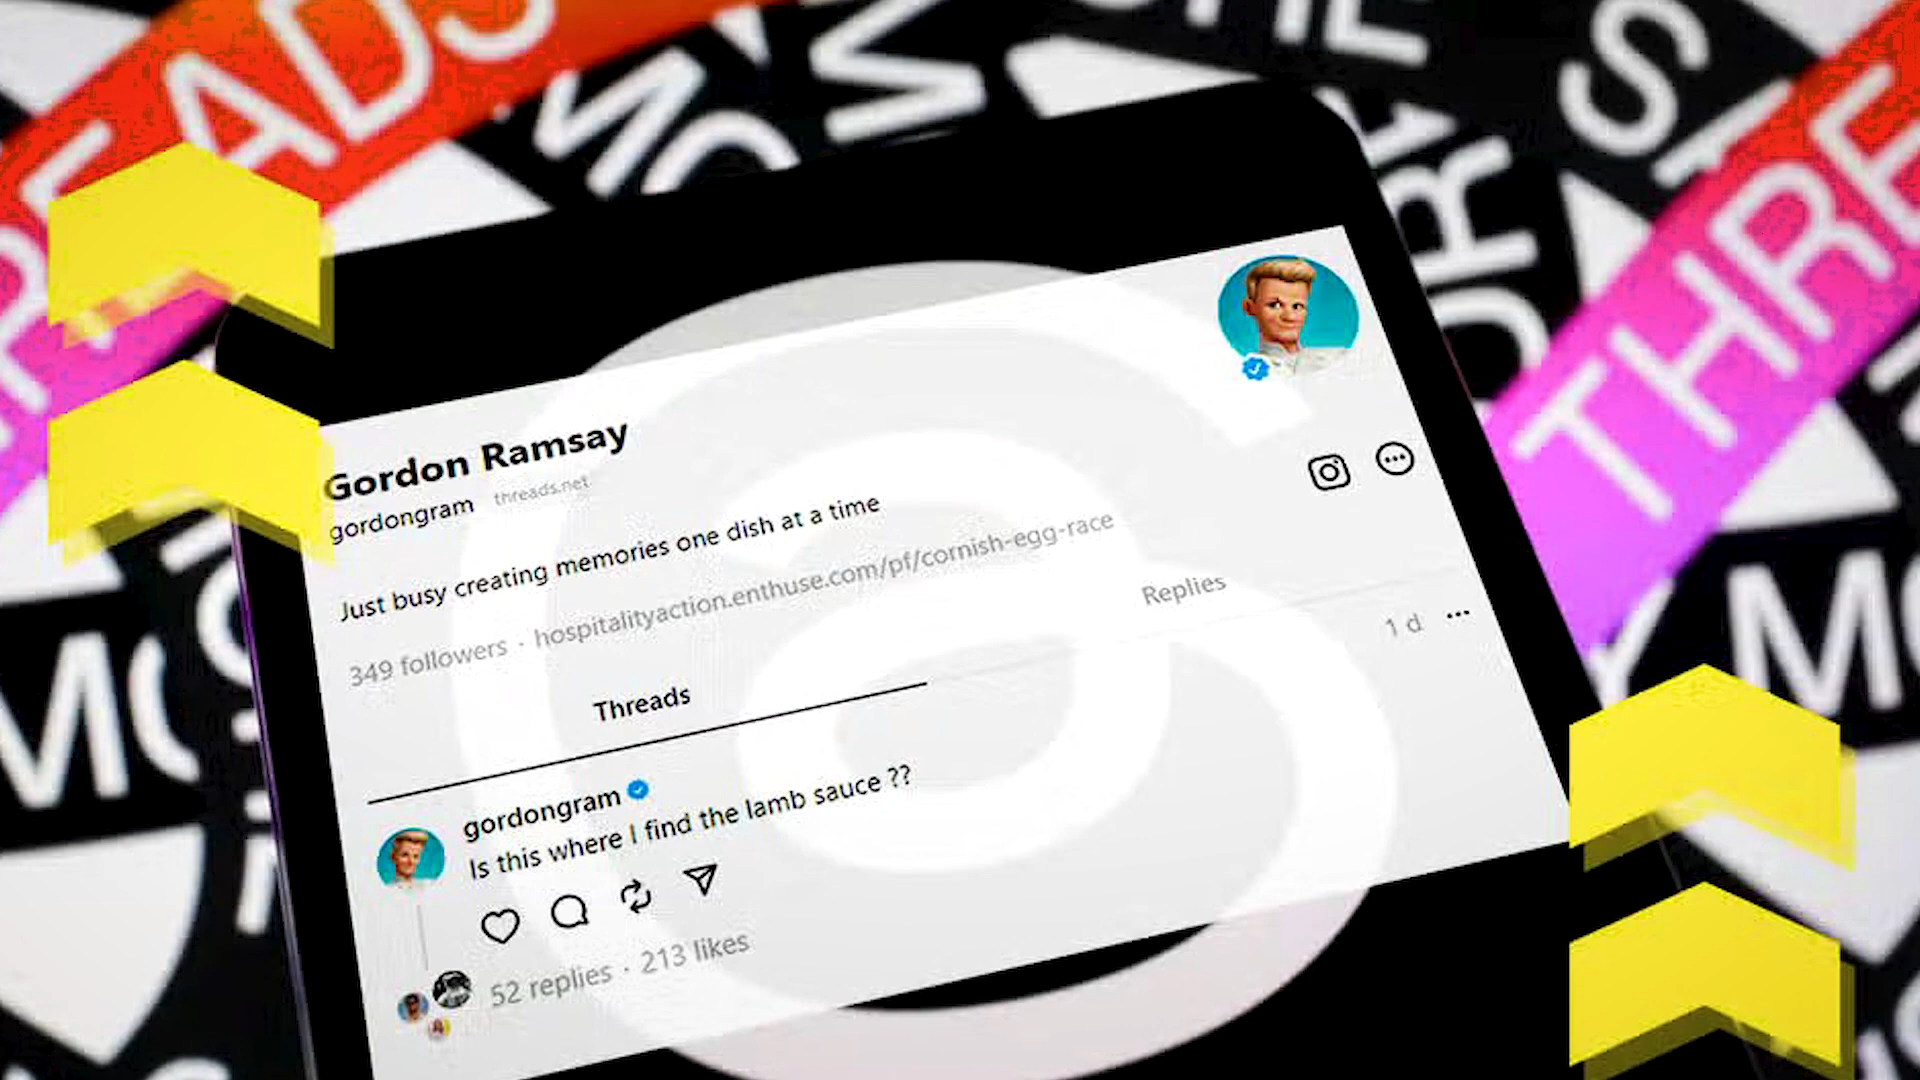 READS
THRE
MO
Gordon Ramsay
gordongram threads.net
Just busy creating memories one dish at a time
349 followers · hospitalityaction.enthuse.com/pf/cornish-egg-race
Threads Replies
gordongram 1 d
Is this where I find the lamb sauce ??
52 replies · 213 likes